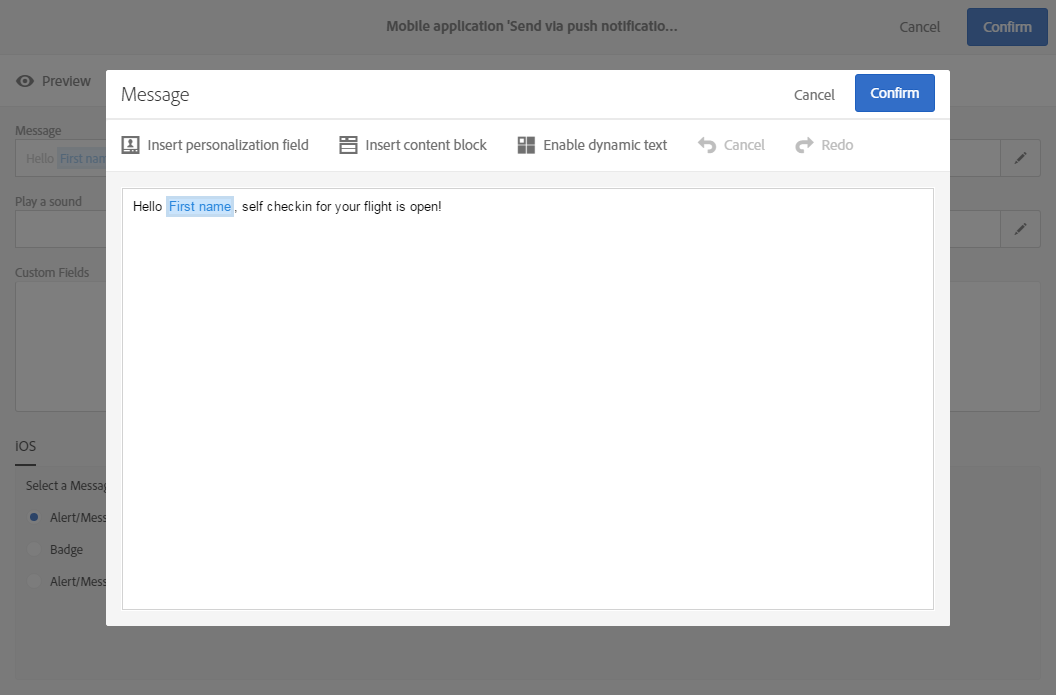 Mobile application 'Send via push notificatio...
Cancel
Confirm
Preview
Message
Cancel
Confirm
Insert personalization field
Insert content block
Enable dynamic text
Cancel
Redo
Message
Hello First nam
Hello First name , self checkin for your flight is open!
Play a sound
Custom Fields
IOS
Select a Messag
Alert/Mess
Badge
Alert/Mess